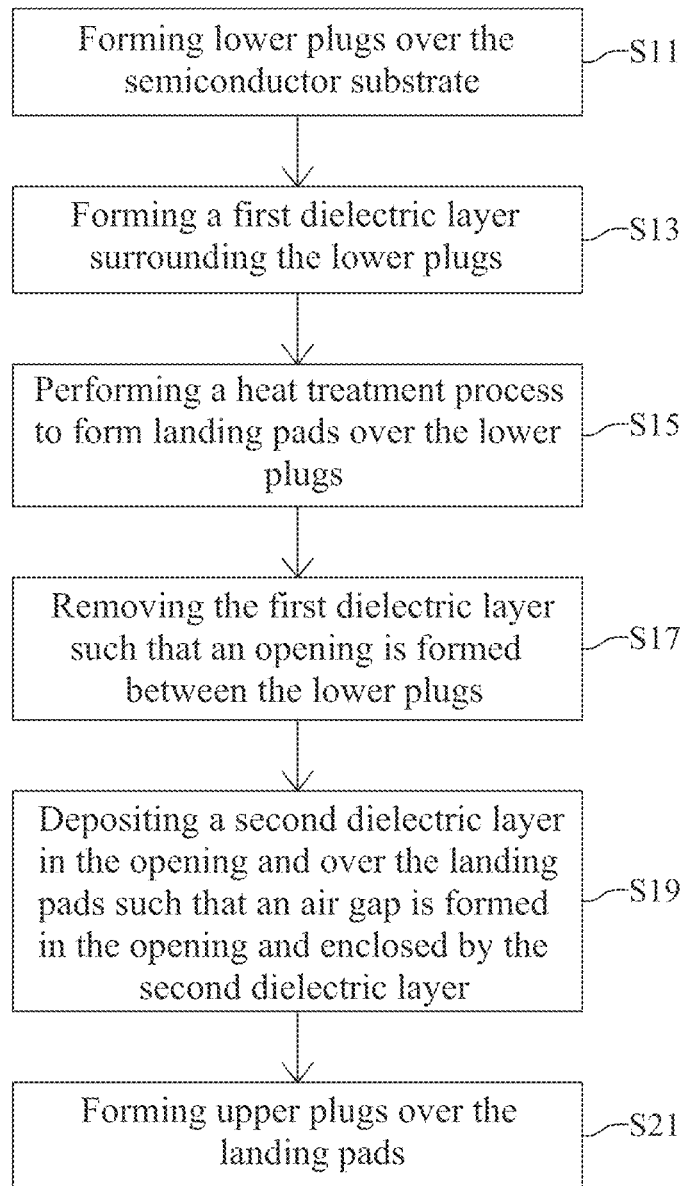 Forming lower plugs over the
semiconductor substrate
S11
Forming a first dielectric layer
surrounding the lower plugs
S13
Performing a heat treatment process
to form landing pads over the lower
plugs
S15
Removing the first dielectric layer
such that an opening is formed
between the lower plugs
S17
Depositing a second dielectric layer
in the opening and over the landing
pads such that an air gap is formed
in the opening and enclosed by the
second dielectric layer
S19
Forming upper plugs over the
landing pads
S21